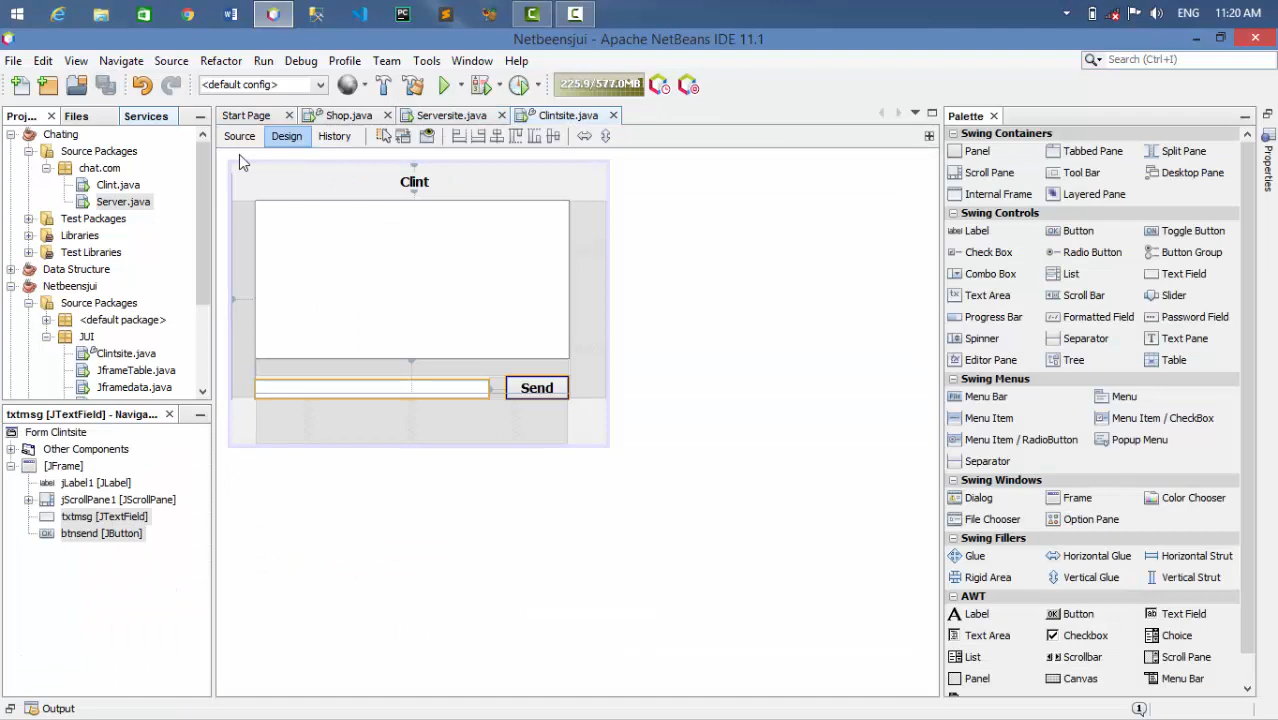 ENG 11:20 AM
Netbeensjui - Apache NetBeans IDE 11.1
File Edit View Navigate Source Refactor Run Debug Profile Team Tools Window Help Search (Ctrl+I)
<default config> 225.9/577.0MB
Proj... Files Services Start Page Shop.java Serversite.java Clintsite.java Palette
Source Design History
Chating
Source Packages
chat.com
Clint.java
Server.java
Test Packages
Libraries
Test Libraries
Data Structure
Netbeensjui
Source Packages
<default package>
JUI
Clintsite.java
JframeTable.java
Jframedata.java
txtmsg [JTextField] - Naviga...
Form Clintsite
Other Components
[JFrame]
jLabel1 [JLabel]
jScrollPane1 [JScrollPane]
txtmsg [JTextField]
btnsend [JButton]
Output
Clint
Send
Swing Containers
Panel Tabbed Pane Split Pane
Scroll Pane Tool Bar Desktop Pane
Internal Frame Layered Pane
Swing Controls
Label Button Toggle Button
Check Box Radio Button Button Group
Combo Box List Text Field
Text Area Scroll Bar Slider
Progress Bar Formatted Field Password Field
Spinner Separator Text Pane
Editor Pane Tree Table
Swing Menus
Menu Bar Menu
Menu Item Menu Item / CheckBox
Menu Item / RadioButton Popup Menu
Separator
Swing Windows
Dialog Frame Color Chooser
File Chooser Option Pane
Swing Fillers
Glue Horizontal Glue Horizontal Strut
Rigid Area Vertical Glue Vertical Strut
AWT
Label Button Text Field
Text Area Checkbox Choice
List Scrollbar Scroll Pane
Panel Canvas Menu Bar
Properties
1